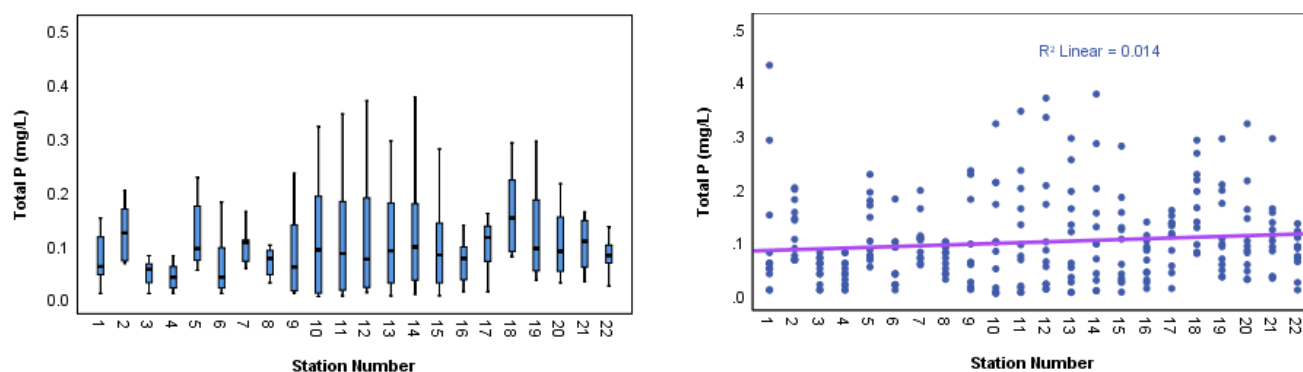 0.5
0.4
0.3
0.2
0.1
0.0
Total P (mg/L)
1 2 3 4 5 6 7 8 9 10 11 12 13 14 15 16 17 18 19 20 21 22
Station Number
.5
.4
.3
.2
.1
.0
Total P (mg/L)
R² Linear = 0.014
1 2 3 4 5 6 7 8 9 10 11 12 13 14 15 16 17 18 19 20 21 22
Station Number